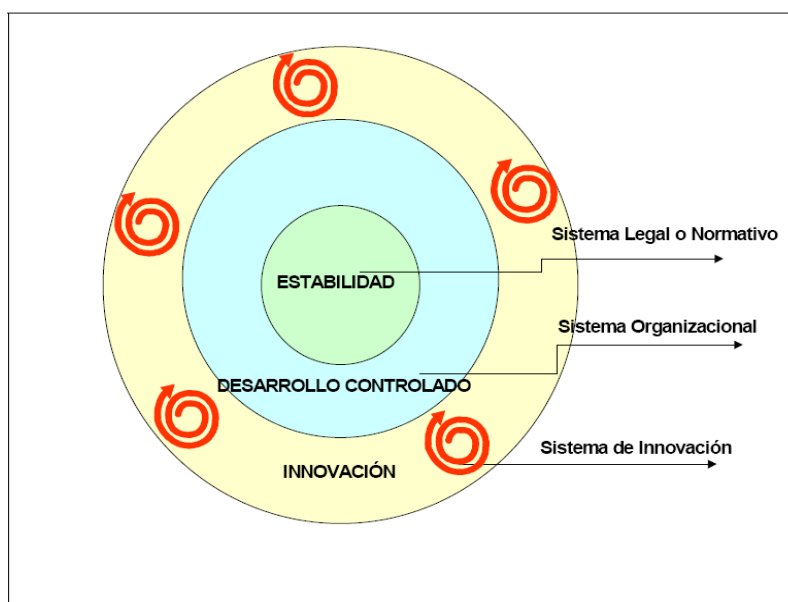 Sistema Legal o Normativo
ESTABILIDAD
Sistema Organizacional
DESARROLLO CONTROLADO
Sistema de Innovación
INNOVACIÓN